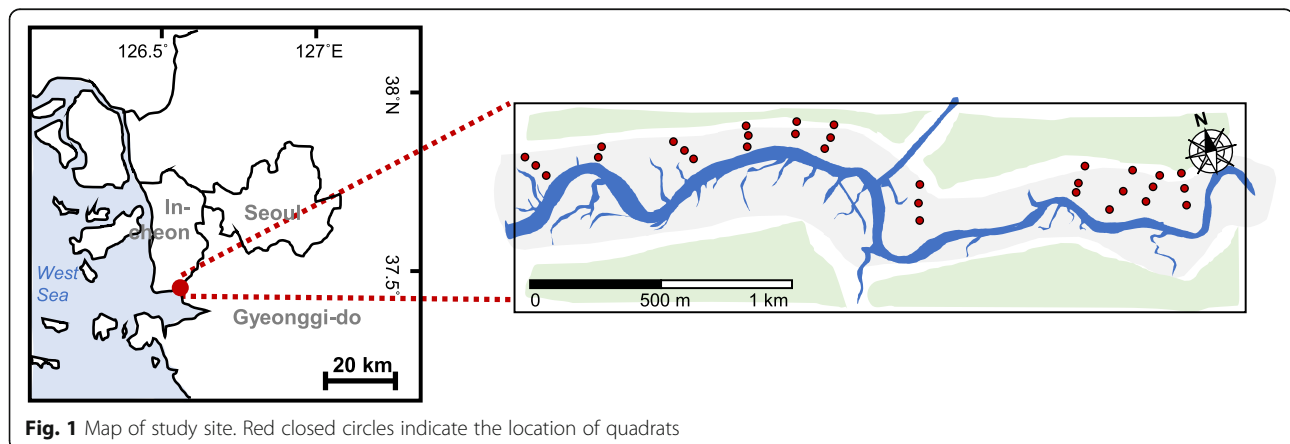 126.5° 127°E
38°N
In-
cheon
Seoul
West
Sea
37.5°
Gyeonggi-do
20 km
N
0 500 m 1 km
Fig. 1 Map of study site. Red closed circles indicate the location of quadrats